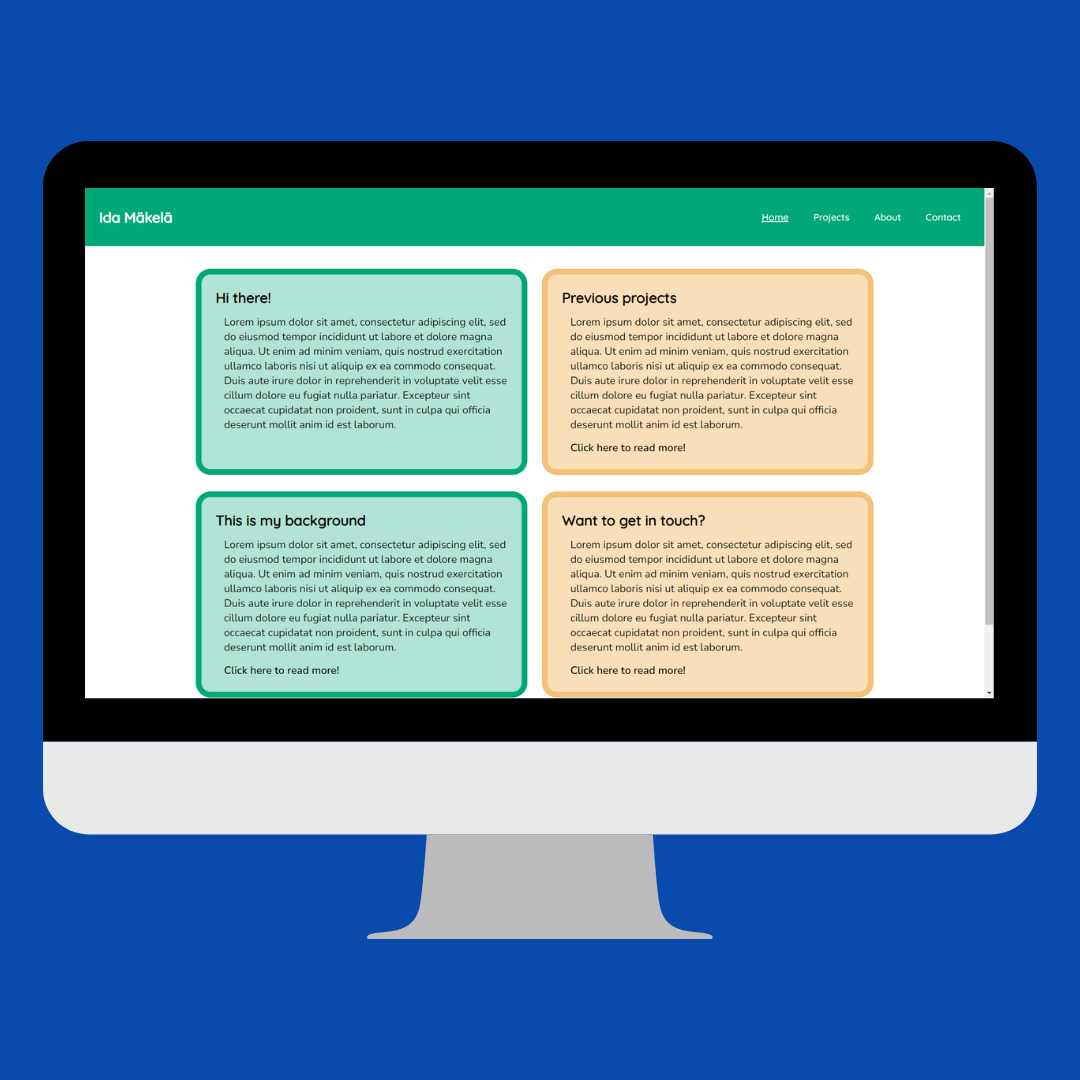 Ida Mäkelä
Home Projects About Contact
Hi there!
Lorem ipsum dolor sit amet, consectetur adipiscing elit, sed
do eiusmod tempor incididunt ut labore et dolore magna
aliqua. Ut enim ad minim veniam, quis nostrud exercitation
ullamco laboris nisi ut aliquip ex ea commodo consequat.
Duis aute irure dolor in reprehenderit in voluptate velit esse
cillum dolore eu fugiat nulla pariatur. Excepteur sint
occaecat cupidatat non proident, sunt in culpa qui officia
deserunt mollit anim id est laborum.
Previous projects
Lorem ipsum dolor sit amet, consectetur adipiscing elit, sed
do eiusmod tempor incididunt ut labore et dolore magna
aliqua. Ut enim ad minim veniam, quis nostrud exercitation
ullamco laboris nisi ut aliquip ex ea commodo consequat.
Duis aute irure dolor in reprehenderit in voluptate velit esse
cillum dolore eu fugiat nulla pariatur. Excepteur sint
occaecat cupidatat non proident, sunt in culpa qui officia
deserunt mollit anim id est laborum.
Click here to read more!
This is my background
Lorem ipsum dolor sit amet, consectetur adipiscing elit, sed
do eiusmod tempor incididunt ut labore et dolore magna
aliqua. Ut enim ad minim veniam, quis nostrud exercitation
ullamco laboris nisi ut aliquip ex ea commodo consequat.
Duis aute irure dolor in reprehenderit in voluptate velit esse
cillum dolore eu fugiat nulla pariatur. Excepteur sint
occaecat cupidatat non proident, sunt in culpa qui officia
deserunt mollit anim id est laborum.
Click here to read more!
Want to get in touch?
Lorem ipsum dolor sit amet, consectetur adipiscing elit, sed
do eiusmod tempor incididunt ut labore et dolore magna
aliqua. Ut enim ad minim veniam, quis nostrud exercitation
ullamco laboris nisi ut aliquip ex ea commodo consequat.
Duis aute irure dolor in reprehenderit in voluptate velit esse
cillum dolore eu fugiat nulla pariatur. Excepteur sint
occaecat cupidatat non proident, sunt in culpa qui officia
deserunt mollit anim id est laborum.
Click here to read more!